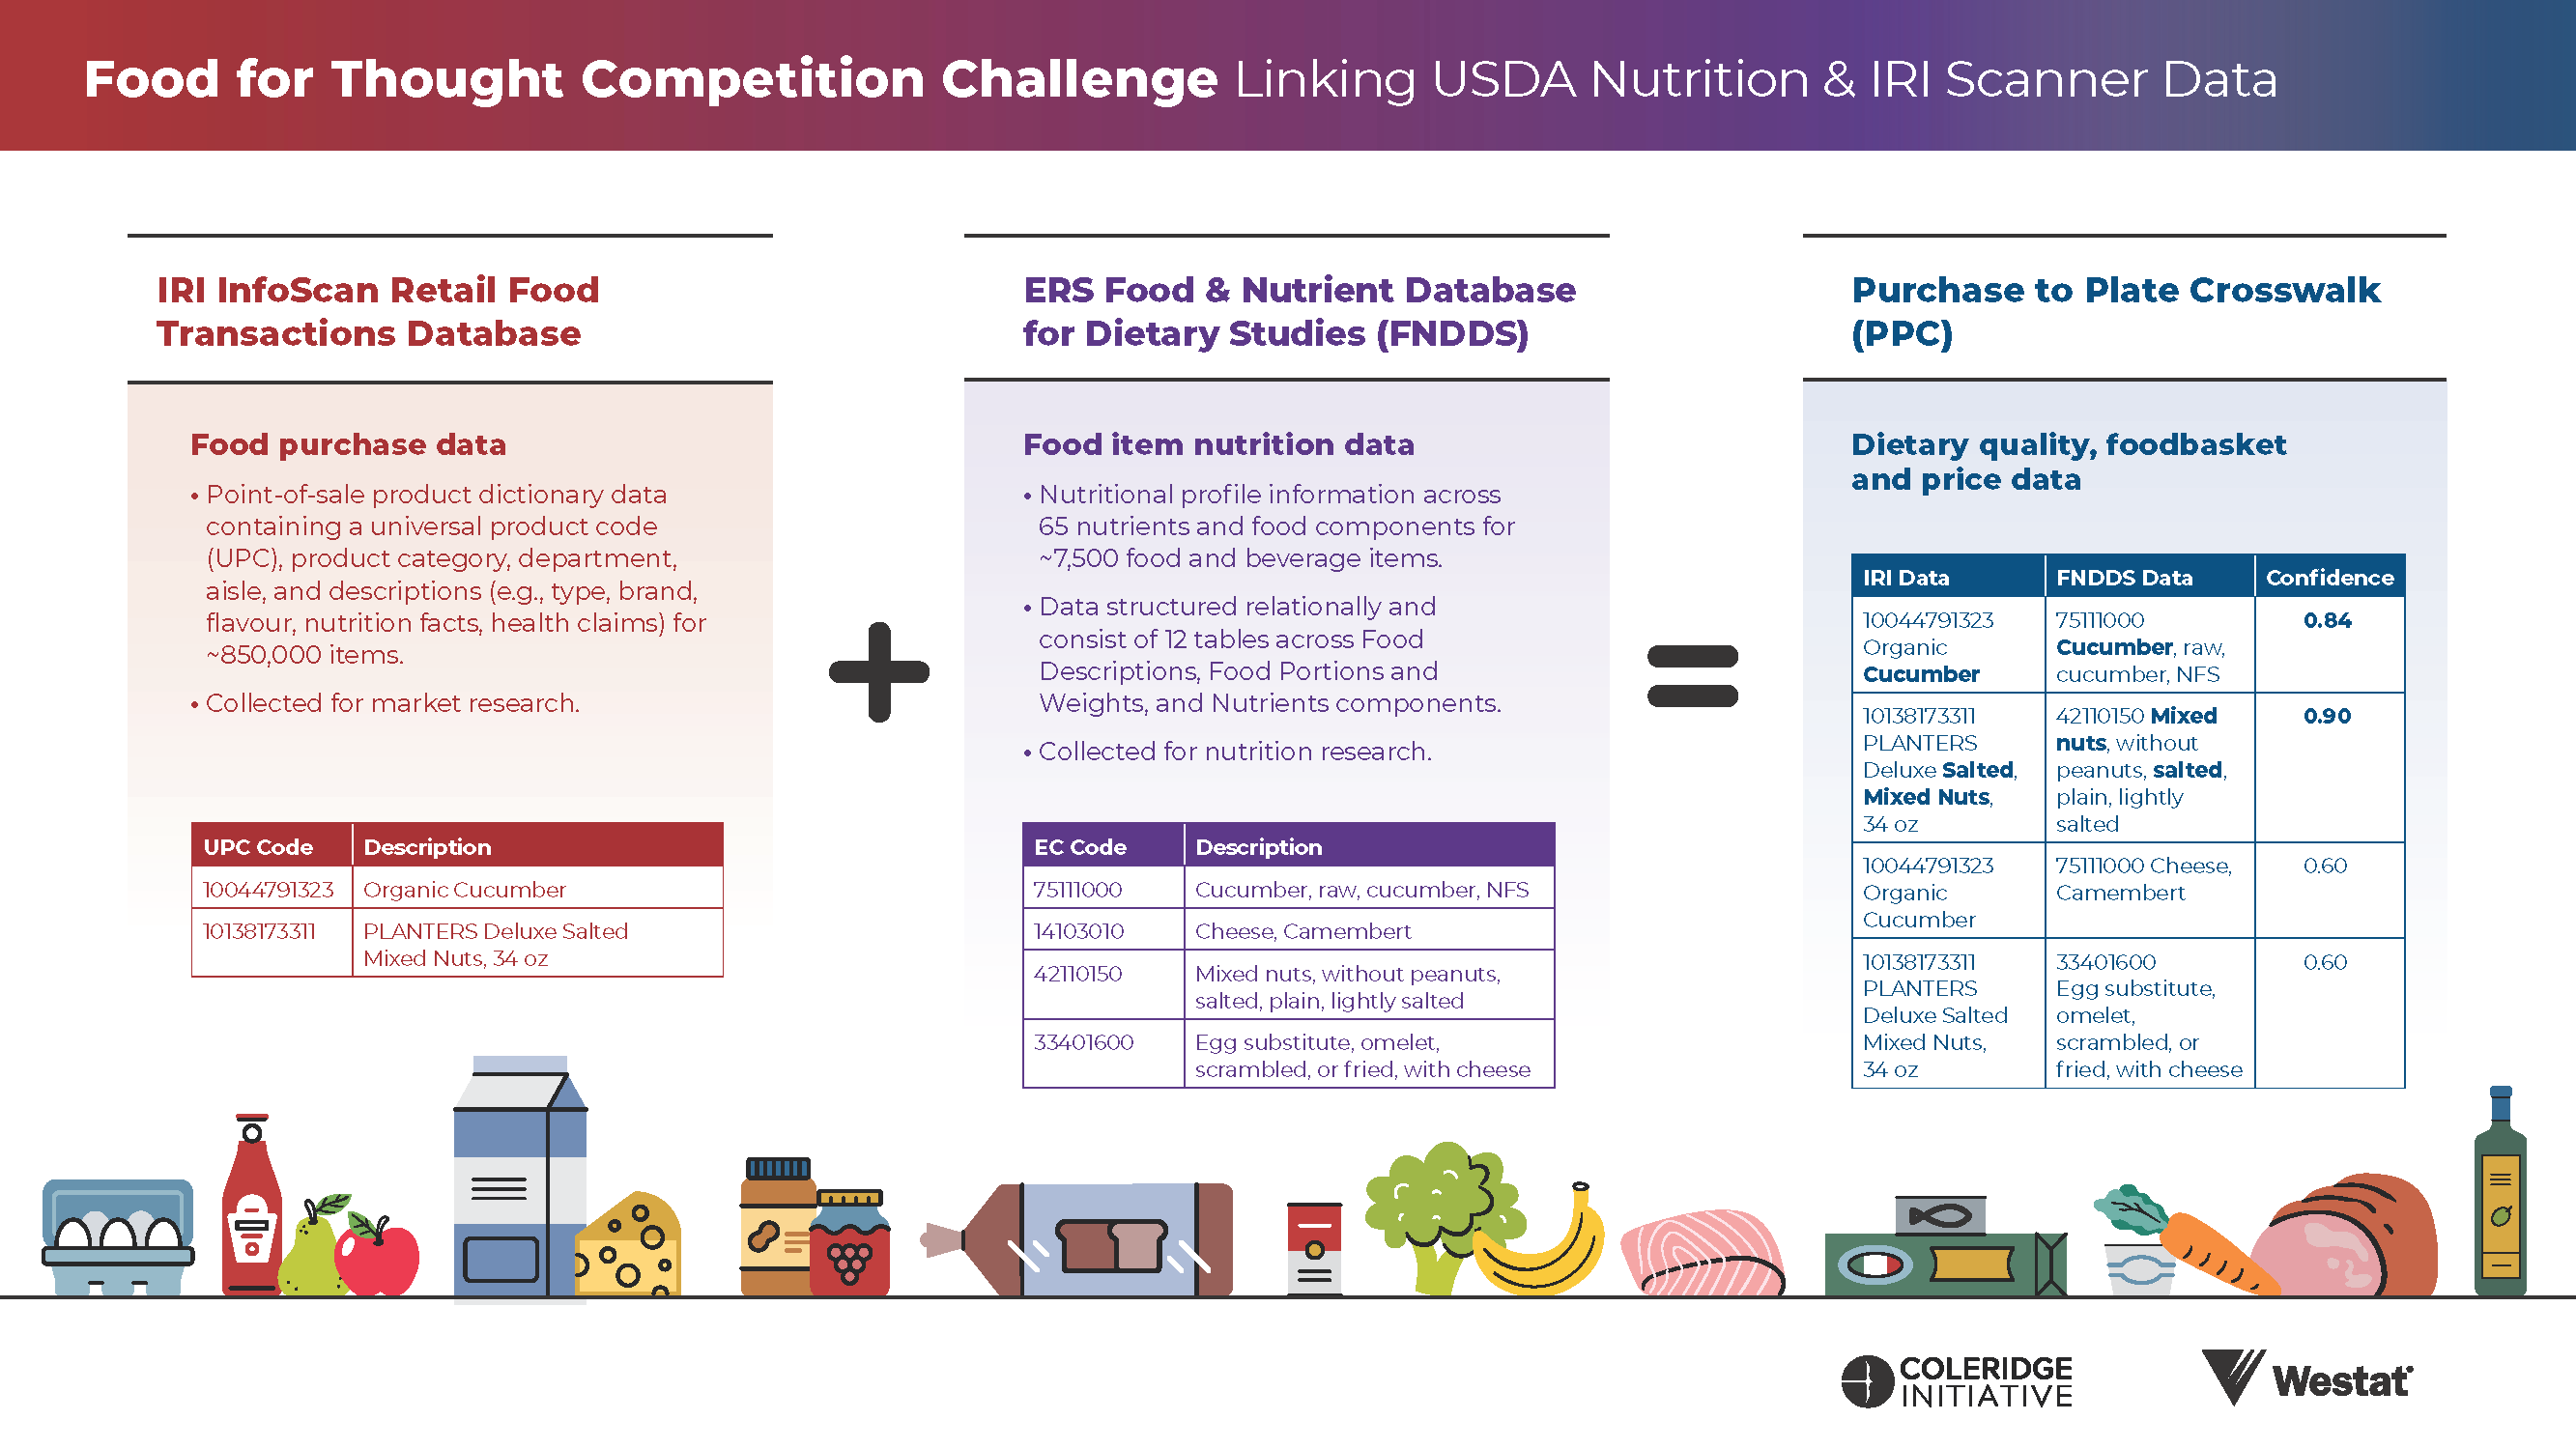 Food for Thought Competition Challenge Linking USDA Nutrition & IRI Scanner Data
IRI InfoScan Retail Food
Transactions Database
Food purchase data
• Point-of-sale product dictionary data
containing a universal product code
(UPC), product category, department,
aisle, and descriptions (e.g., type, brand,
flavour, nutrition facts, health claims) for
~850,000 items.
• Collected for market research.
UPC Code Description
10044791323 Organic Cucumber
10138173311 PLANTERS Deluxe Salted
Mixed Nuts, 34 oz
ERS Food & Nutrient Database
for Dietary Studies (FNDDS)
Food item nutrition data
• Nutritional profile information across
65 nutrients and food components for
~7,500 food and beverage items.
• Data structured relationally and
consist of 12 tables across Food
Descriptions, Food Portions and
Weights, and Nutrients components.
• Collected for nutrition research.
EC Code Description
75111000 Cucumber, raw, cucumber, NFS
14103010 Cheese, Camembert
42110150 Mixed nuts, without peanuts,
salted, plain, lightly salted
33401600 Egg substitute, omelet,
scrambled, or fried, with cheese
Purchase to Plate Crosswalk
(PPC)
Dietary quality, foodbasket
and price data
IRI Data FNDDS Data Confidence
10044791323 75111000 0.84
Organic Cucumber, raw,
Cucumber cucumber, NFS
10138173311 42110150 Mixed 0.90
PLANTERS nuts, without
Deluxe Salted, peanuts, salted,
Mixed Nuts, plain, lightly
34 oz salted
10044791323 75111000 Cheese, 0.60
Organic Camembert
Cucumber
10138173311 33401600 0.60
PLANTERS Egg substitute,
Deluxe Salted omelet,
Mixed Nuts, scrambled, or
34 oz fried, with cheese
COLERIDGE
INITIATIVE
Westat